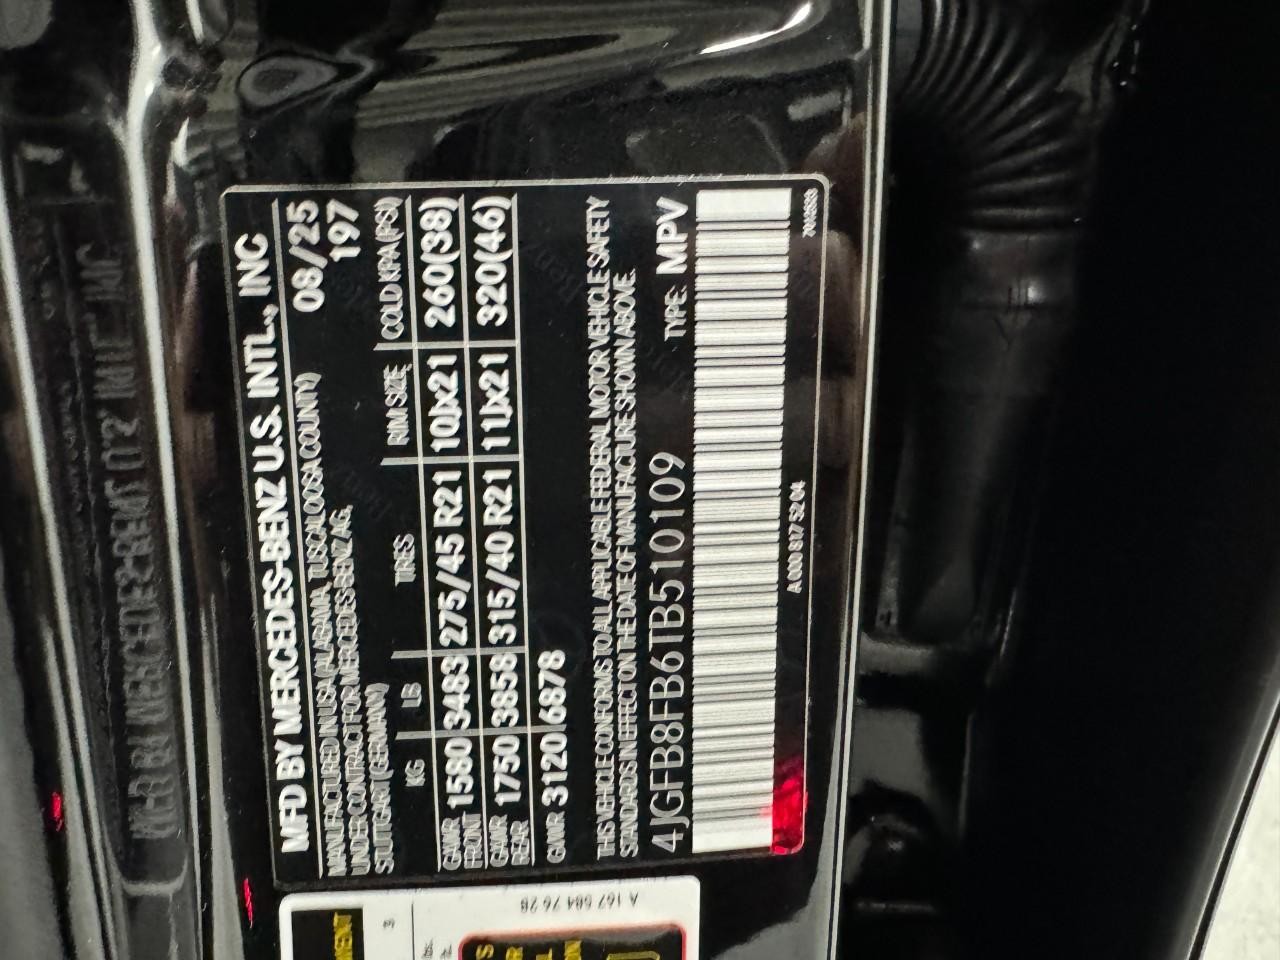 MFD BY MERCEDES-BENZ U.S. INTL., INC
MANUFACTURED IN USA (ALABAMA, TUSCALOOSA COUNTY) 08/25
UNDER CONTRACT FOR MERCEDES-BENZ AG, 197
STUTTGART (GERMANY)
KG LB TIRES RIM SIZE COLD KPA (PSI)
GAWR FRONT 1580 3483 275/45 R21 10Jx21 260(38)
GAWR REAR 1750 3858 315/40 R21 11Jx21 320(46)
GVWR 3120 6878
THIS VEHICLE CONFORMS TO ALL APPLICABLE FEDERAL MOTOR VEHICLE SAFETY
STANDARDS IN EFFECT ON THE DATE OF MANUFACTURE SHOWN ABOVE.
4JGFB8FB6TB510109 TYPE: MPV
A 000 817 52 04
A 167 584 76 28